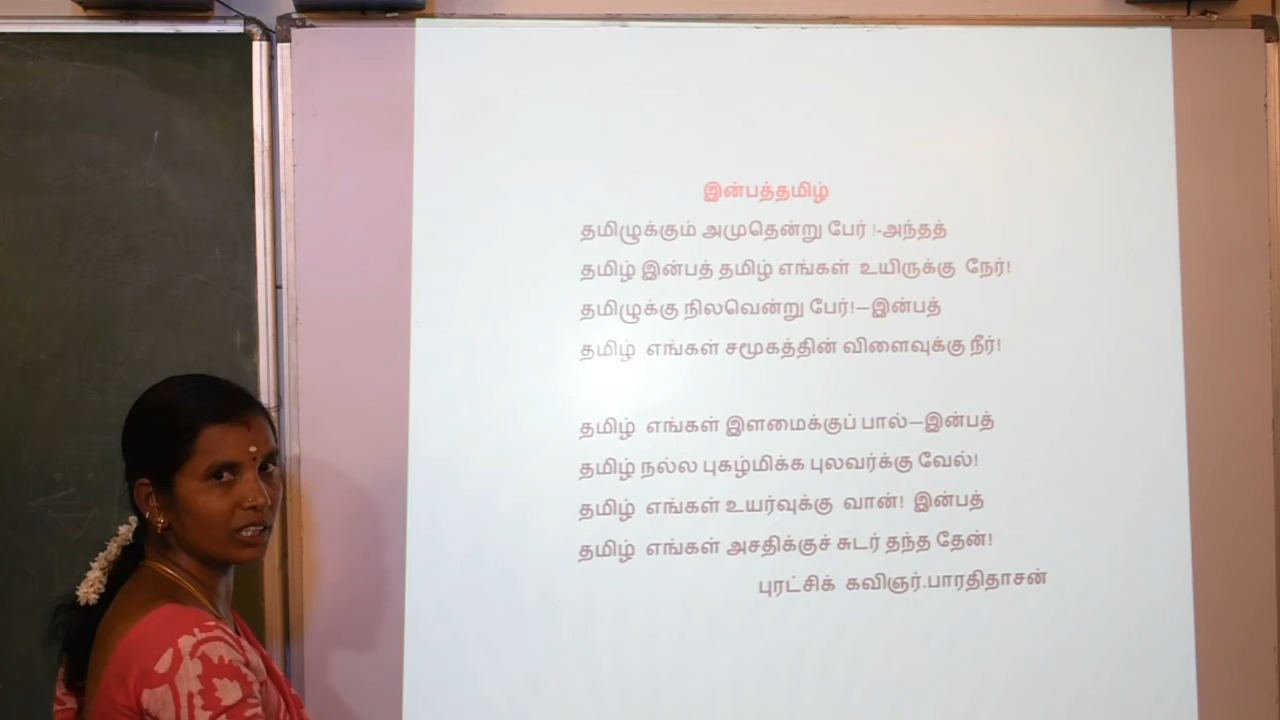 இன்பத்தமிழ்
தமிழுக்கும் அமுதென்று பேர் !-அந்தத்
தமிழ் இன்பத் தமிழ் எங்கள் உயிருக்கு நேர்!
தமிழுக்கு நிலவென்று பேர்!—இன்பத்
தமிழ் எங்கள் சமூகத்தின் விளைவுக்கு நீர்!
தமிழ் எங்கள் இளமைக்குப் பால்—இன்பத்
தமிழ் நல்ல புகழ்மிக்க புலவர்க்கு வேல்!
தமிழ் எங்கள் உயர்வுக்கு வான்! இன்பத்
தமிழ் எங்கள் அசதிக்குச் சுடர் தந்த தேன்!
புரட்சிக் கவிஞர்.பாரதிதாசன்